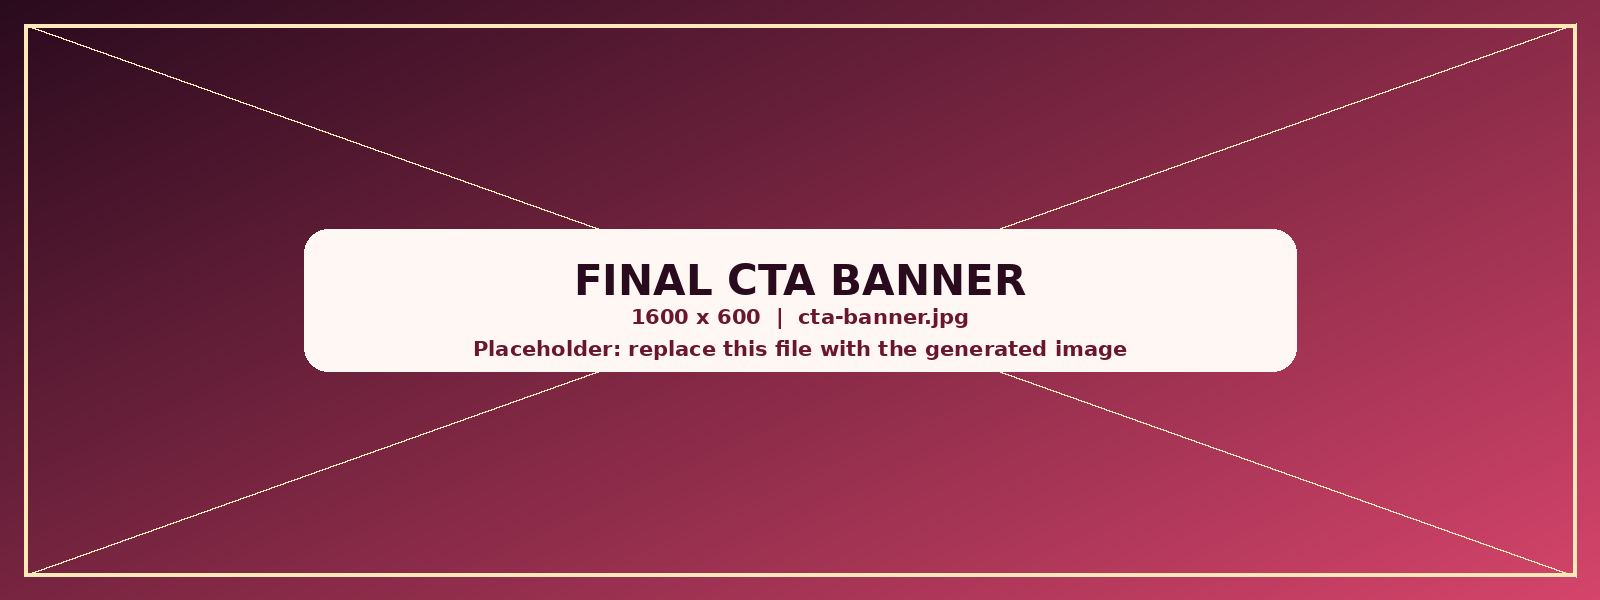 FINAL CTA BANNER
1600 x 600 | cta-banner.jpg
Placeholder: replace this file with the generated image